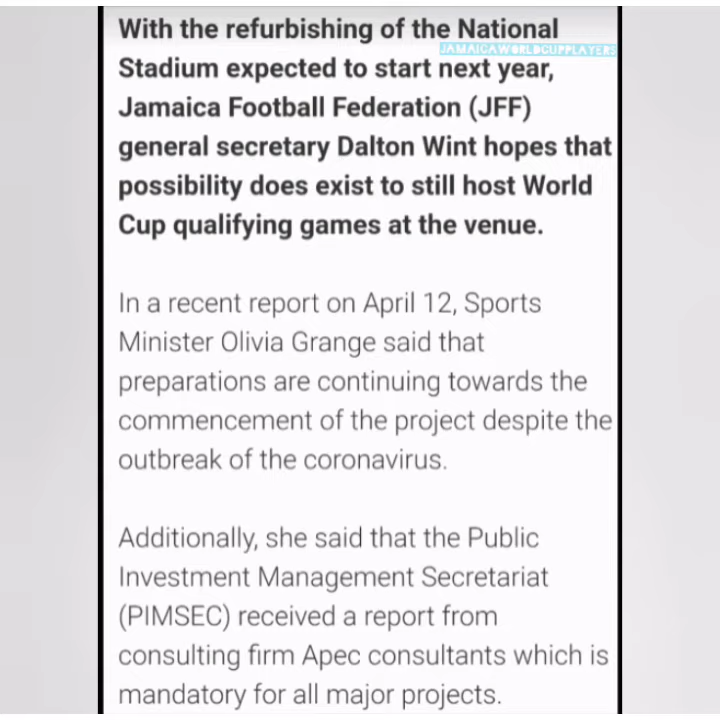 With the refurbishing of the National
JAMAICAWORLDCUPPLAYERS
Stadium expected to start next year,
Jamaica Football Federation (JFF)
general secretary Dalton Wint hopes that
possibility does exist to still host World
Cup qualifying games at the venue.
In a recent report on April 12, Sports
Minister Olivia Grange said that
preparations are continuing towards the
commencement of the project despite the
outbreak of the coronavirus.
Additionally, she said that the Public
Investment Management Secretariat
(PIMSEC) received a report from
consulting firm Apec consultants which is
mandatory for all major projects.